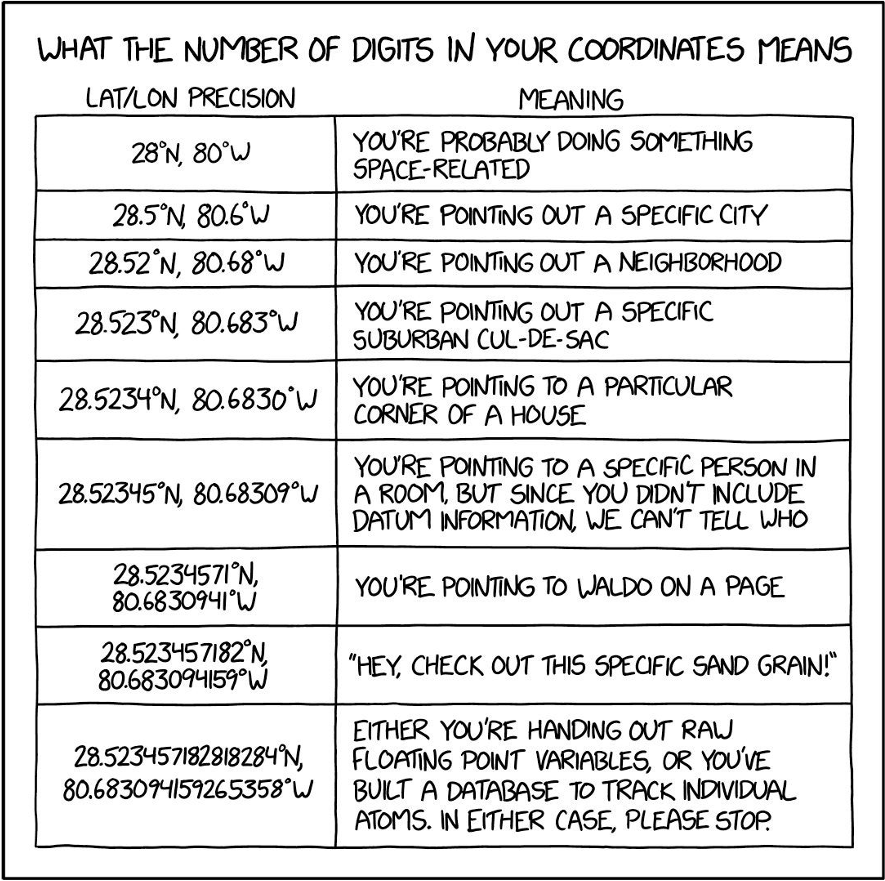 WHAT THE NUMBER OF DIGITS IN YOUR COORDINATES MEANS
LAT/LON PRECISION
MEANING
28°N, 80°W
YOU'RE PROBABLY DOING SOMETHING
SPACE-RELATED
28.5°N, 80.6°W
YOU'RE POINTING OUT A SPECIFIC CITY
28.52°N, 80.68°W
YOU'RE POINTING OUT A NEIGHBORHOOD
28.523°N, 80.683°W
YOU'RE POINTING OUT A SPECIFIC
SUBURBAN CUL-DE-SAC
28.5234°N, 80.6830°W
YOU'RE POINTING TO A PARTICULAR
CORNER OF A HOUSE
28.52345°N, 80.68309°W
YOU'RE POINTING TO A SPECIFIC PERSON IN
A ROOM, BUT SINCE YOU DIDN'T INCLUDE
DATUM INFORMATION, WE CAN'T TELL WHO
28.5234571°N,
80.6830941°W
YOU'RE POINTING TO WALDO ON A PAGE
28.523457182°N,
80.683094159°W
"HEY, CHECK OUT THIS SPECIFIC SAND GRAIN!"
28.523457182818284°N,
80.683094159265358°W
EITHER YOU'RE HANDING OUT RAW
FLOATING POINT VARIABLES, OR YOU'VE
BUILT A DATABASE TO TRACK INDIVIDUAL
ATOMS. IN EITHER CASE, PLEASE STOP.